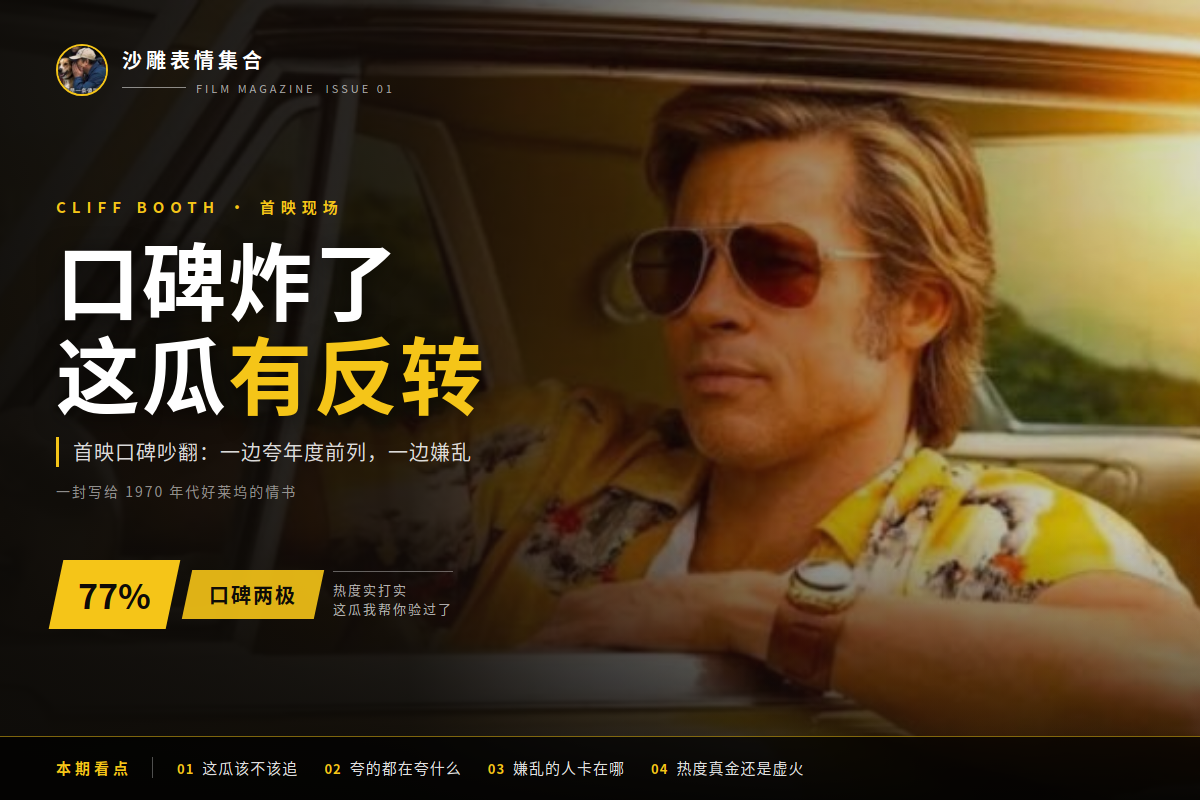 沙雕表情集合
FILM MAGAZINE ISSUE 01
CLIFF BOOTH · 首映现场
口碑炸了
这瓜有反转
首映口碑吵翻：一边夸年度前列，一边嫌乱
一封写给 1970 年代好莱坞的情书
77%
口碑两极
热度实打实
这瓜我帮你验过了
本期看点
01 这瓜该不该追
02 夸的都在夸什么
03 嫌乱的人卡在哪
04 热度真金还是虚火